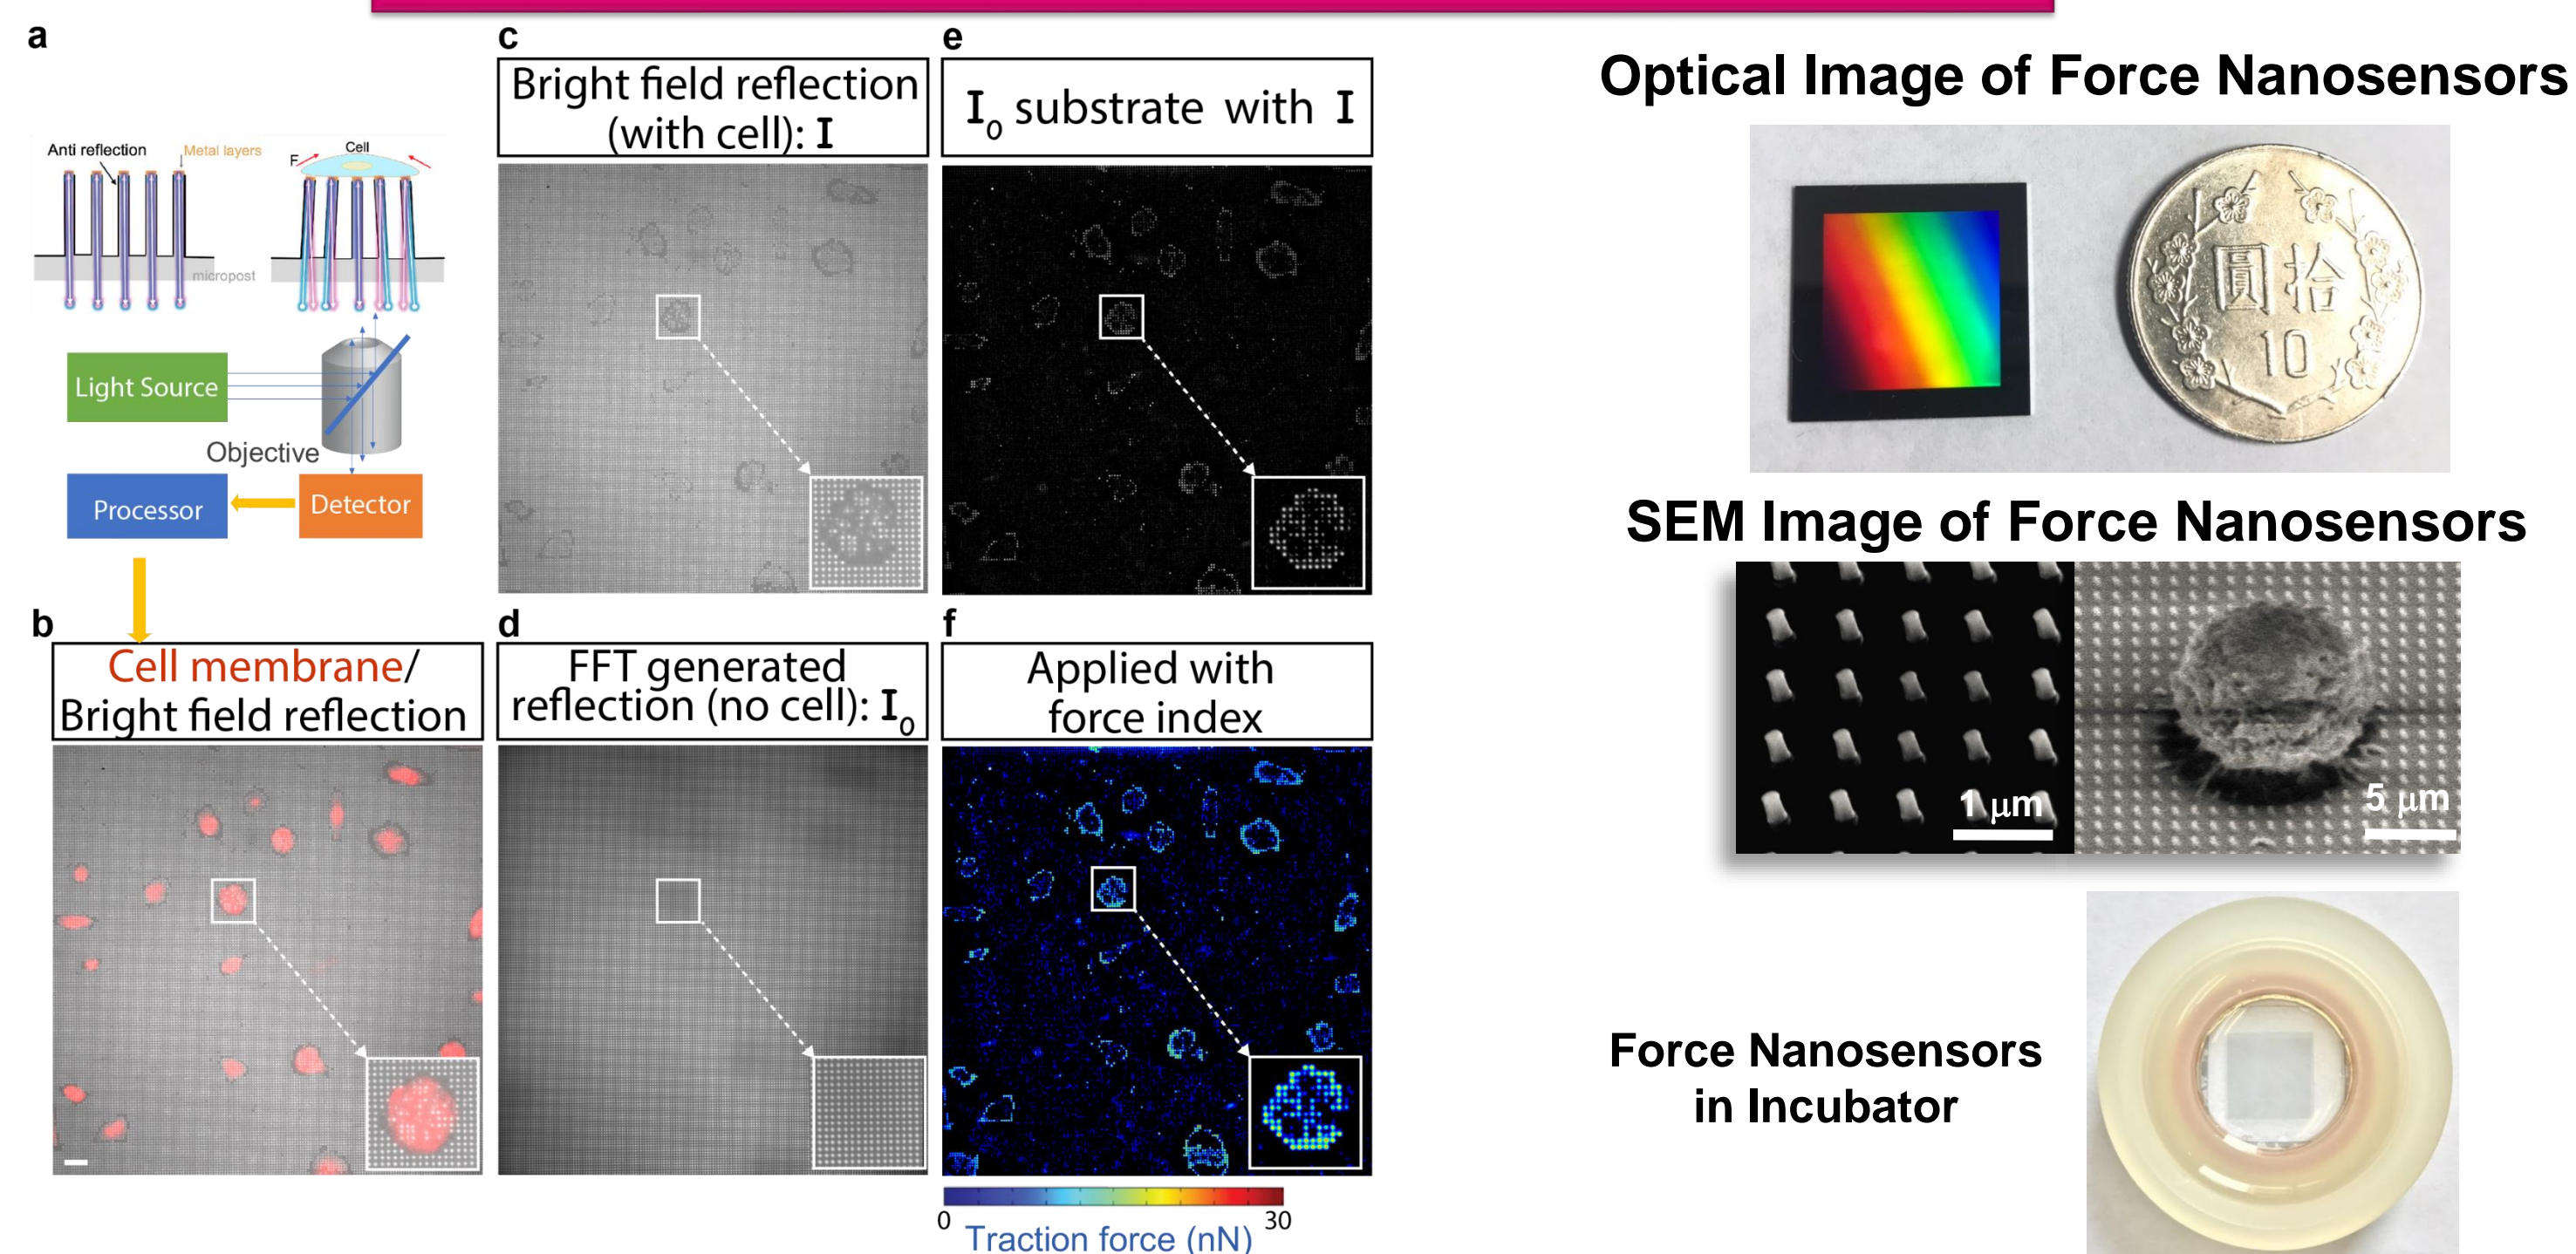 a
Anti reflection
Metal layers
F
Cell
micropost
Light Source
Objective
Processor
Detector
b
Cell membrane/
Bright field reflection
c
Bright field reflection
(with cell): I
d
FFT generated
reflection (no cell): I₀
e
I₀ substrate with I
f
Applied with
force index
0
30
Traction force (nN)
Optical Image of Force Nanosensors
圓拾
10
SEM Image of Force Nanosensors
1 μm
5 μm
Force Nanosensors
in Incubator